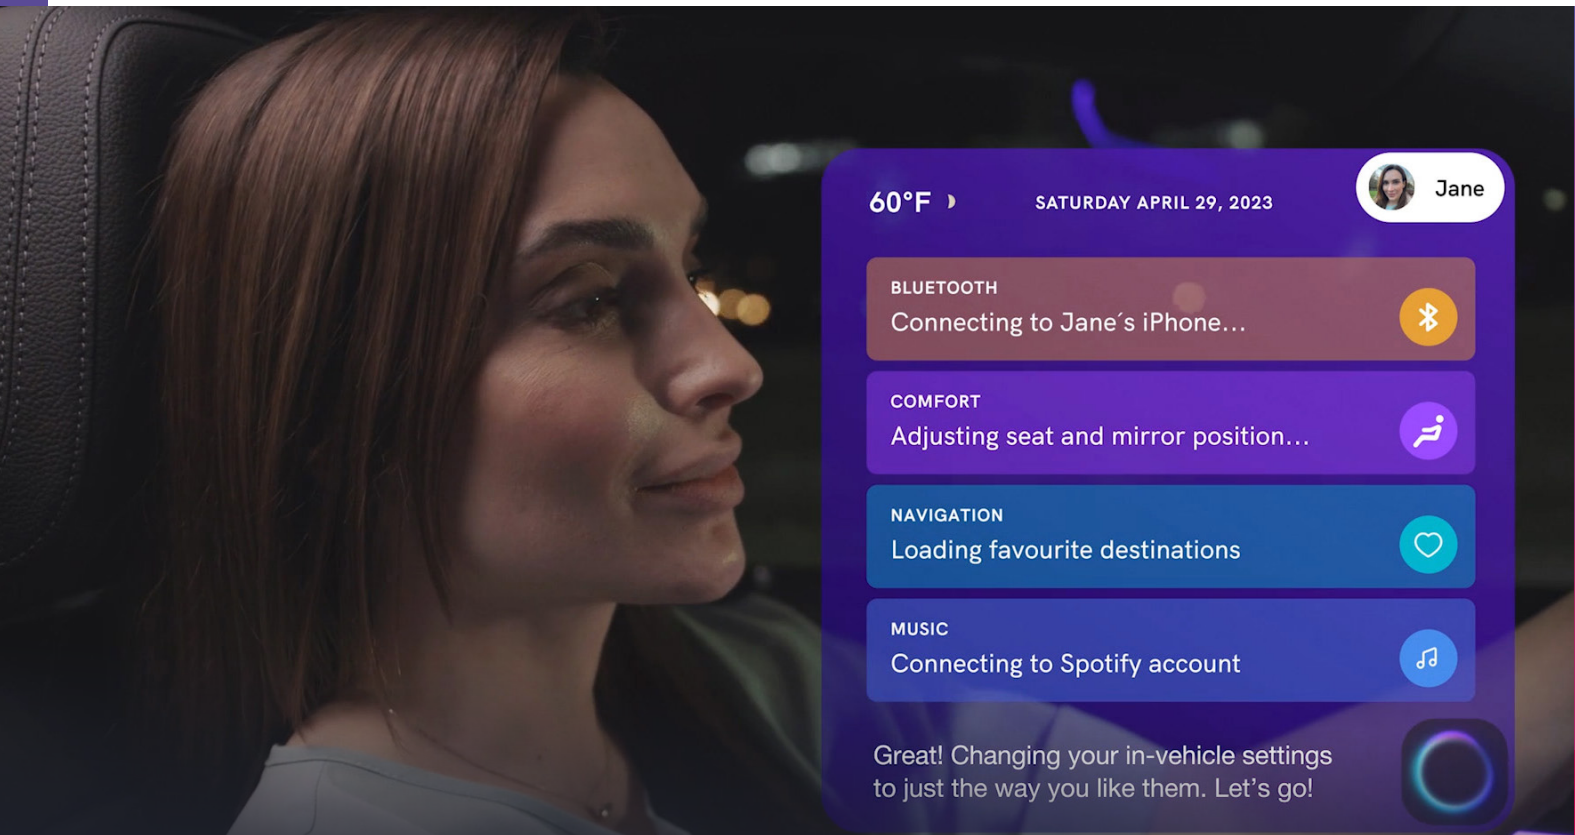 60°F
SATURDAY APRIL 29, 2023
Jane
BLUETOOTH
Connecting to Jane´s iPhone...
COMFORT
Adjusting seat and mirror position...
NAVIGATION
Loading favourite destinations
MUSIC
Connecting to Spotify account
Great! Changing your in-vehicle settings
to just the way you like them. Let's go!